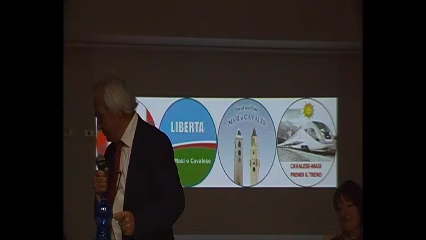 LIBERTA
Masi e Cavalese
MASI e CAVALESE
CAVALESE-MASI
PRENDI IL TRENO